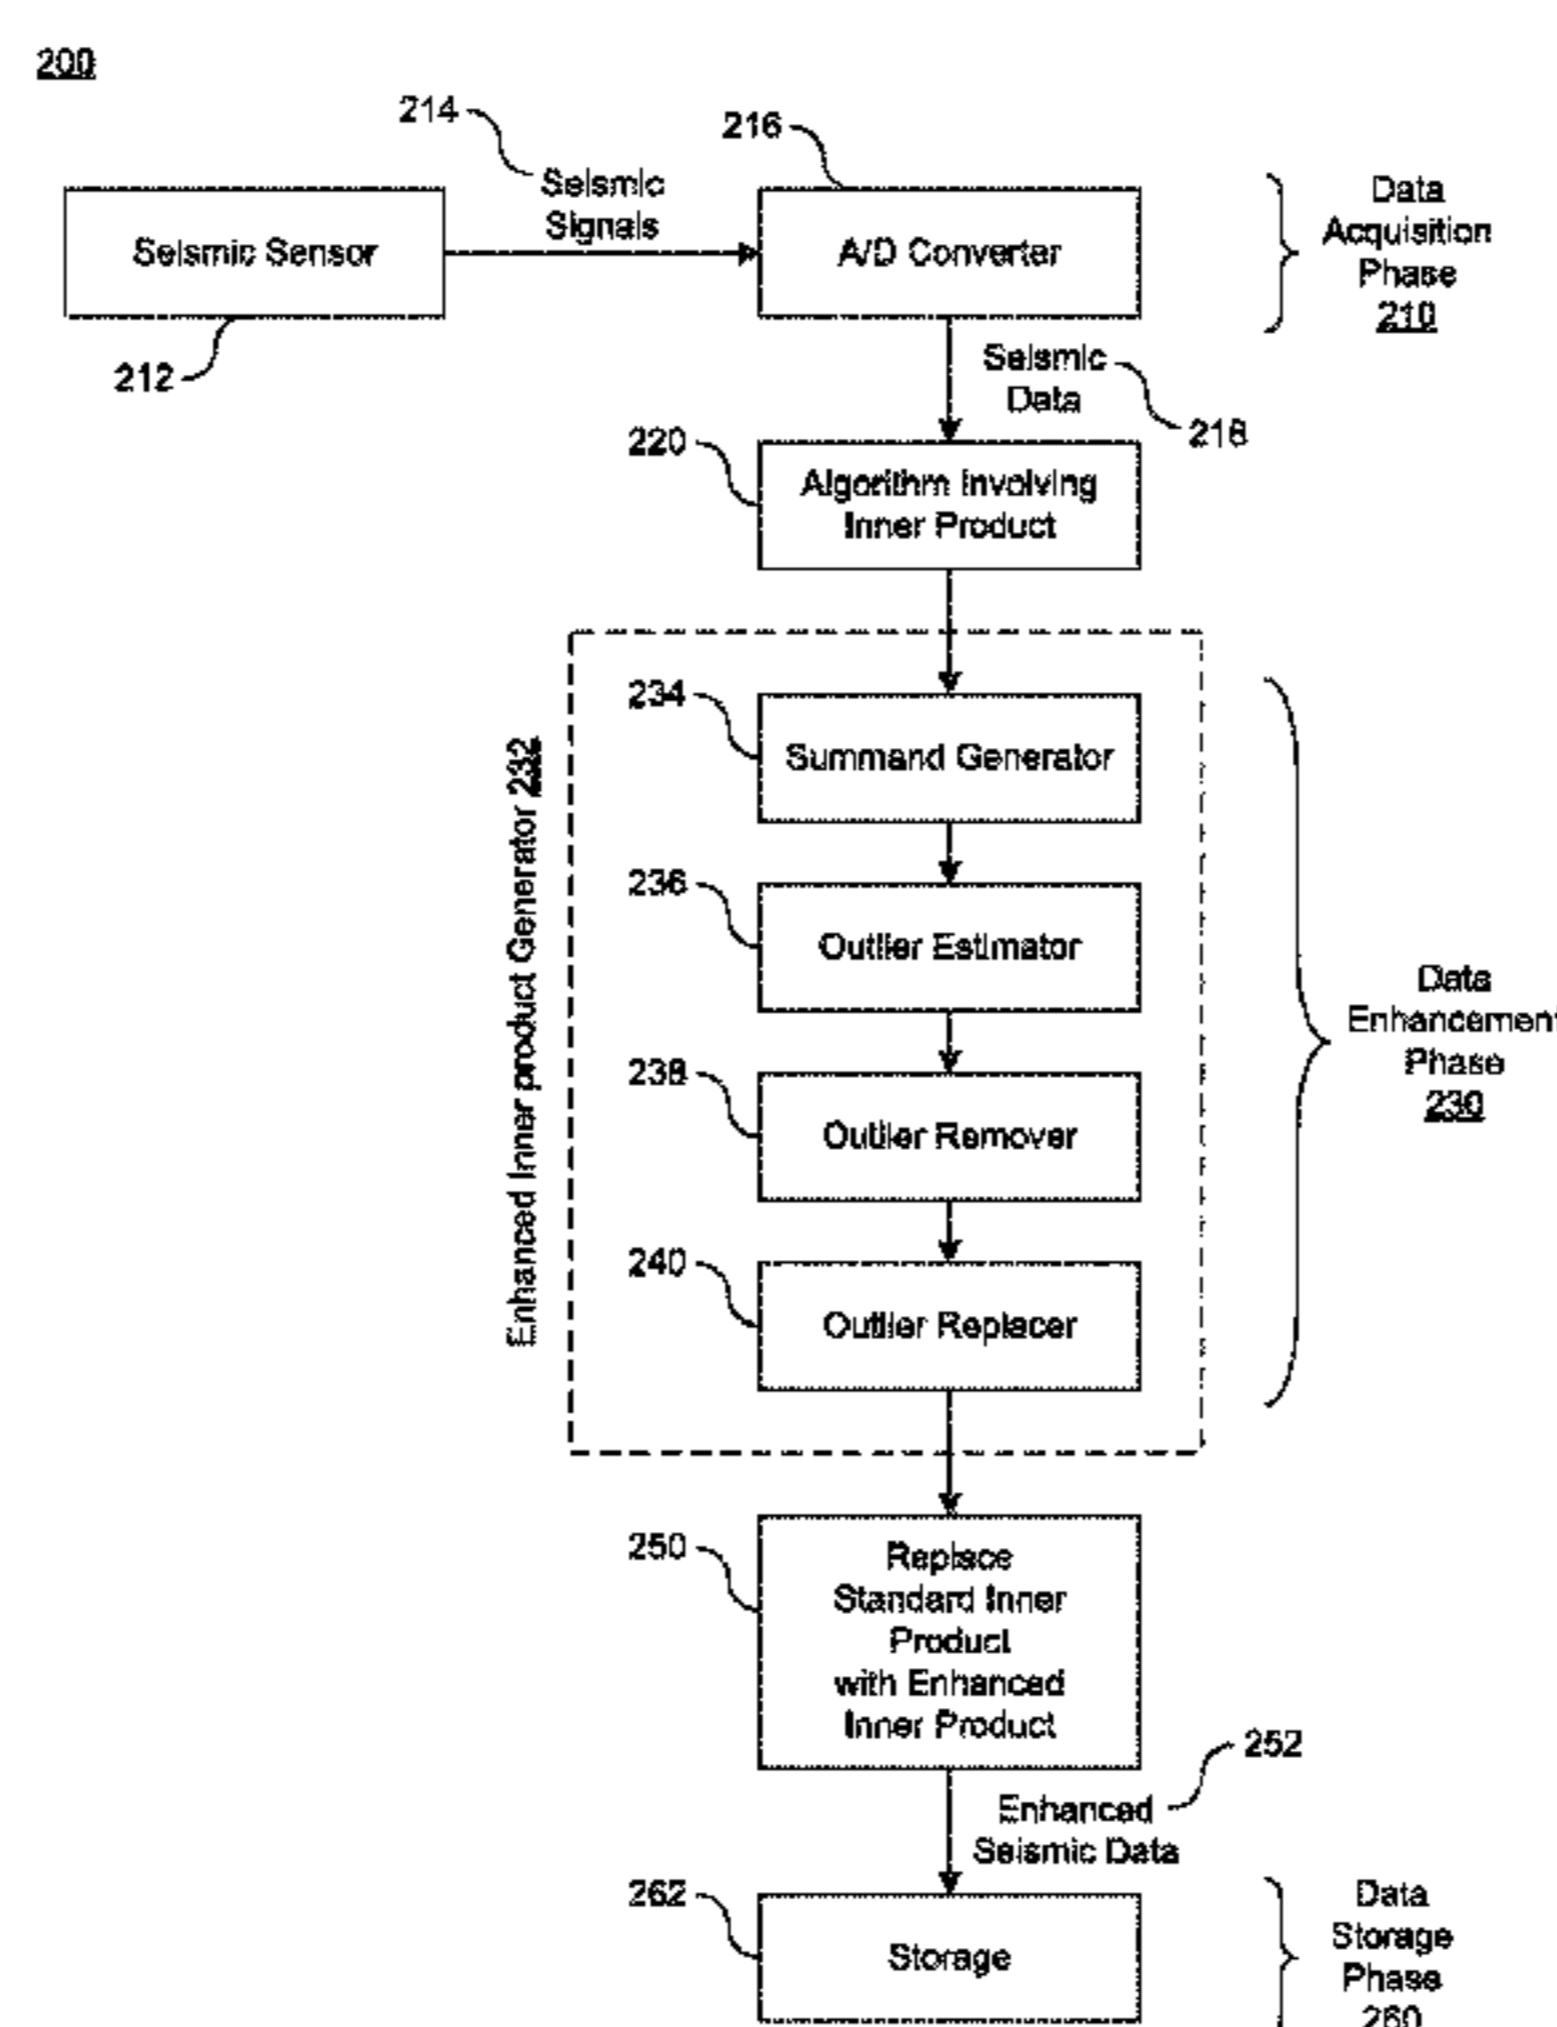 200
214
216
Seismic
Signals
Seismic Sensor
A/D Converter
Data
Acquisition
Phase
210
212
Seismic
Data
218
220
Algorithm Involving
Inner Product
Enhanced Inner product Generator 232
234
Summand Generator
236
Outlier Estimator
Data
Enhancement
Phase
230
238
Outlier Remover
240
Outlier Replacer
250
Replace
Standard Inner
Product
with Enhanced
Inner Product
252
Enhanced
Seismic Data
262
Storage
Data
Storage
Phase
260